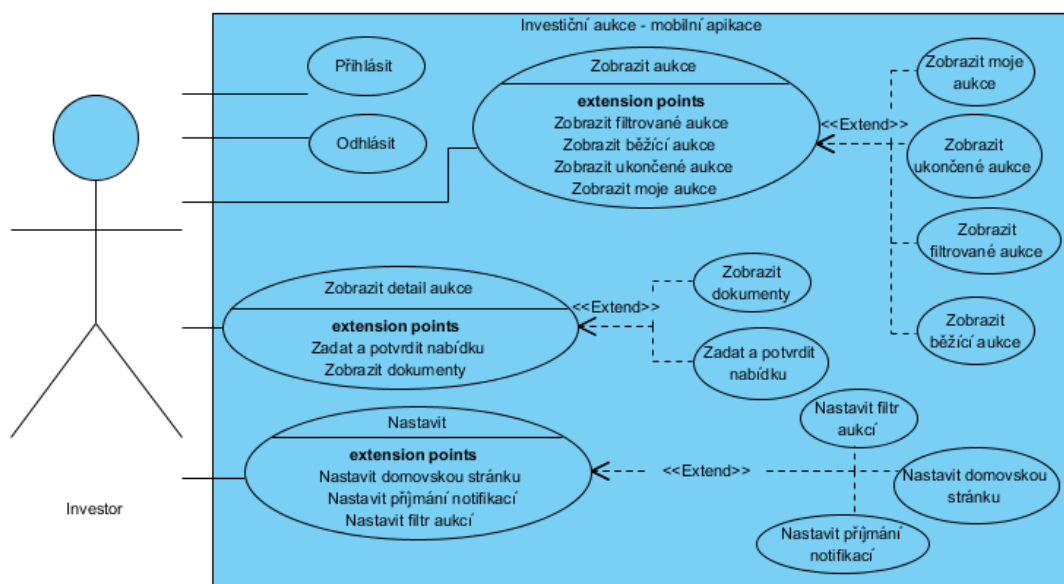 Investiční aukce - mobilní apikace
Přihlásit
Odhlásit
Zobrazit aukce
extension points
Zobrazit filtrované aukce
Zobrazit běžící aukce
Zobrazit ukončené aukce
Zobrazit moje aukce
<<Extend>>
Zobrazit moje
aukce
Zobrazit
ukončené aukce
Zobrazit
filtrované aukce
Zobrazit
běžící aukce
Zobrazit detail aukce
extension points
Zadat a potvrdit nabídku
Zobrazit dokumenty
<<Extend>>
Zobrazit
dokumenty
Zadat a potvrdit
nabídku
Nastavit
extension points
Nastavit domovskou stránku
Nastavit příjmání notifikací
Nastavit filtr aukcí
<<Extend>>
Nastavit filtr
aukcí
Nastavit domovskou
stránku
Nastavit příjmání
notifikací
Investor